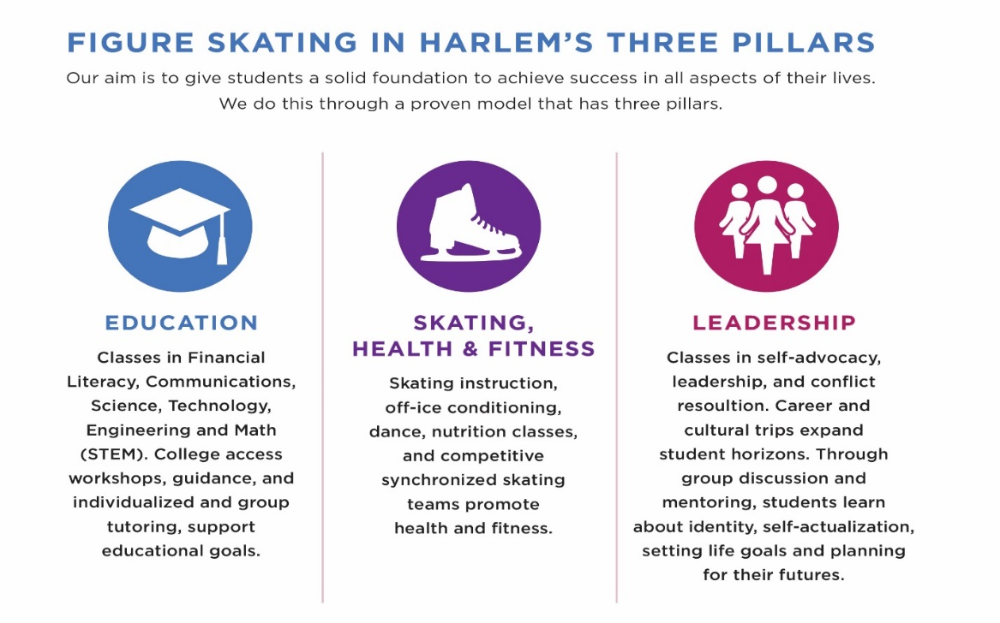 FIGURE SKATING IN HARLEM'S THREE PILLARS
Our aim is to give students a solid foundation to achieve success in all aspects of their lives.
We do this through a proven model that has three pillars.
EDUCATION
Classes in Financial
Literacy, Communications,
Science, Technology,
Engineering and Math
(STEM). College access
workshops, guidance, and
individualized and group
tutoring, support
educational goals.
SKATING,
HEALTH & FITNESS
Skating instruction,
off-ice conditioning,
dance, nutrition classes,
and competitive
synchronized skating
teams promote
health and fitness.
LEADERSHIP
Classes in self-advocacy,
leadership, and conflict
resoultion. Career and
cultural trips expand
student horizons. Through
group discussion and
mentoring, students learn
about identity, self-actualization,
setting life goals and planning
for their futures.